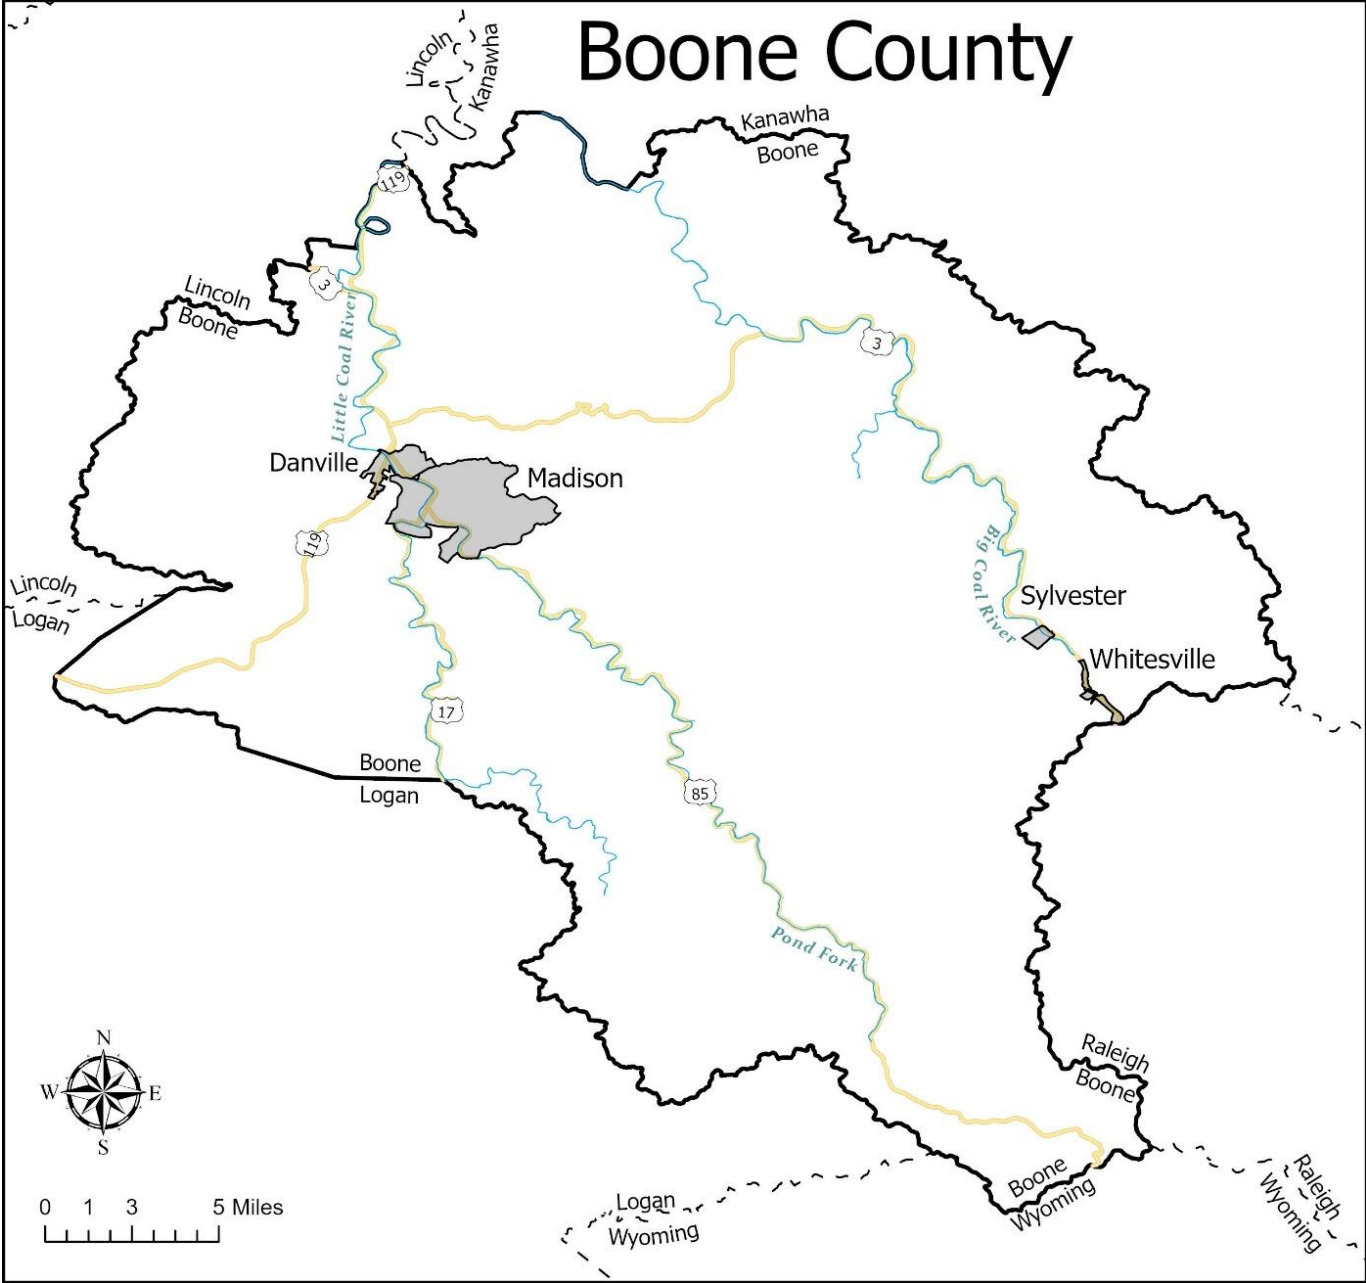 Boone County
Lincoln
Kanawha
Kanawha
Boone
119
3
Lincoln
Boone
Little Coal River
3
Danville
Madison
119
Big Coal River
Lincoln
Logan
Sylvester
Whitesville
17
Boone
Logan
85
Pond Fork
N
W E
S
Raleigh
Boone
Boone
Wyoming
Raleigh
Wyoming
Logan
Wyoming
0 1 3 5 Miles